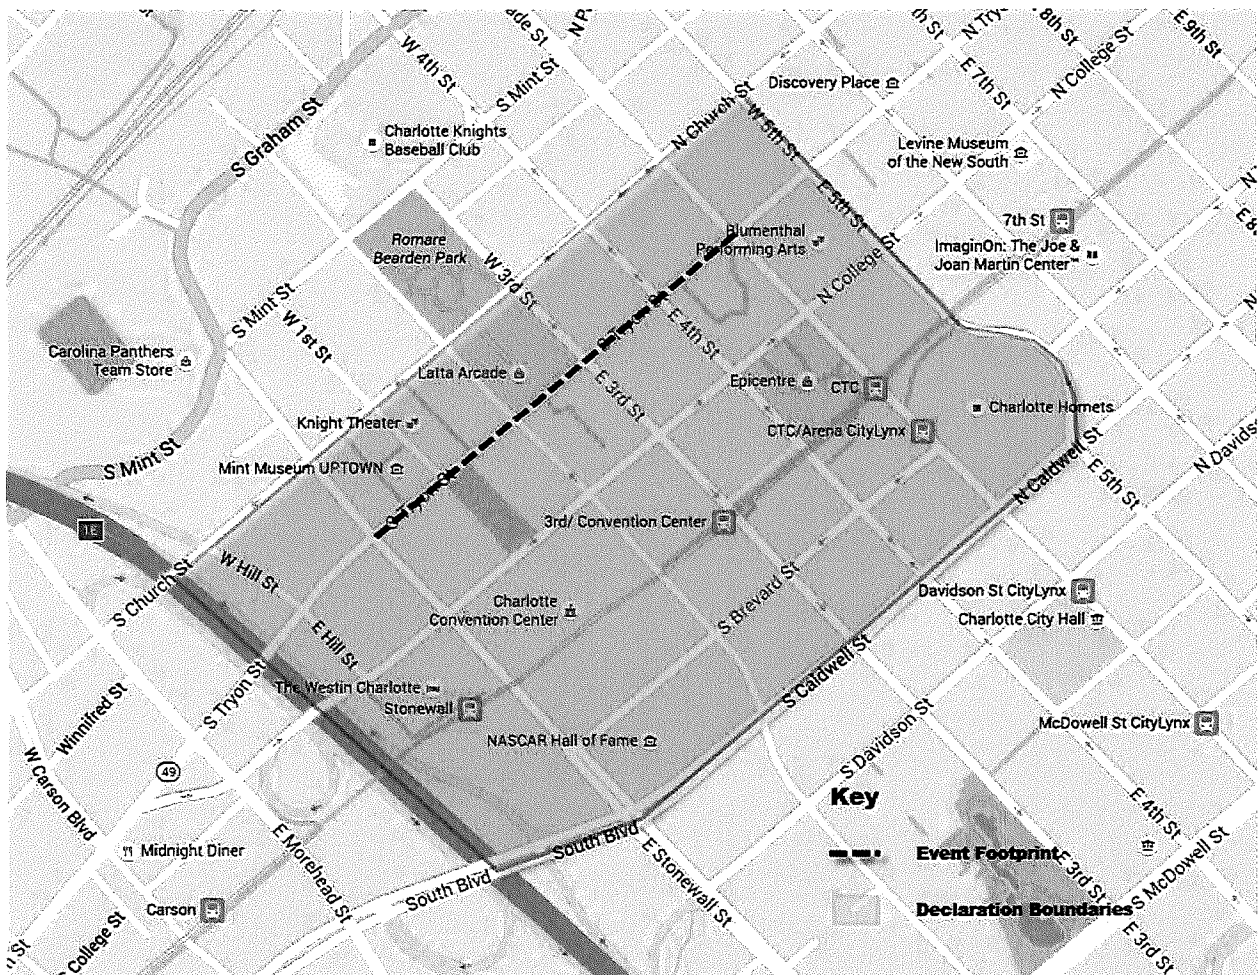 W 4th St
S Mint St
N Tryon
E 8th St
E 9th St
N College St
E 7th St
Discovery Place
S Graham St
Charlotte Knights
Baseball Club
N Church St
W 5th St
Levine Museum
of the New South
E 5th St
7th St
ImaginOn: The Joe &
Joan Martin Center™
Blumenthal
Performing Arts
N College St
Romare
Bearden Park
W 3rd St
S Mint St
W 1st St
E 4th St
Carolina Panthers
Team Store
Latta Arcade
E 3rd St
Epicentre
CTC
Charlotte Hornets
Knight Theater
CTC/Arena CityLynx
Mint Museum UPTOWN
S Mint St
N Caldwell St
E 5th St
N Davidson
3rd/ Convention Center
W Hill St
S Church St
Charlotte
Convention Center
S Brevard St
Davidson St CityLynx
Charlotte City Hall
E Hill St
S Tryon St
The Westin Charlotte
Stonewall
S Caldwell St
NASCAR Hall of Fame
McDowell St CityLynx
Winnifred St
W Carson Blvd
49
S Davidson St
Key
E 4th St
Midnight Diner
E Morehead St
South Blvd
E Stonewall St
Event Footprint
E 3rd St
S McDowell St
South Blvd
Carson
Declaration Boundaries
S College St
E 3rd St